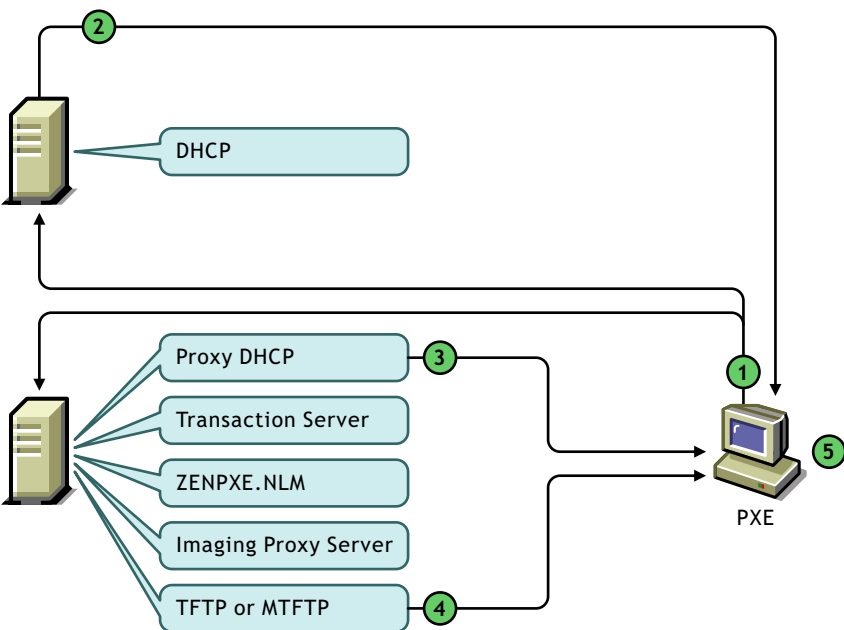 2
DHCP
Proxy DHCP
3
1
Transaction Server
5
ZENPXE.NLM
PXE
Imaging Proxy Server
TFTP or MTFTP
4